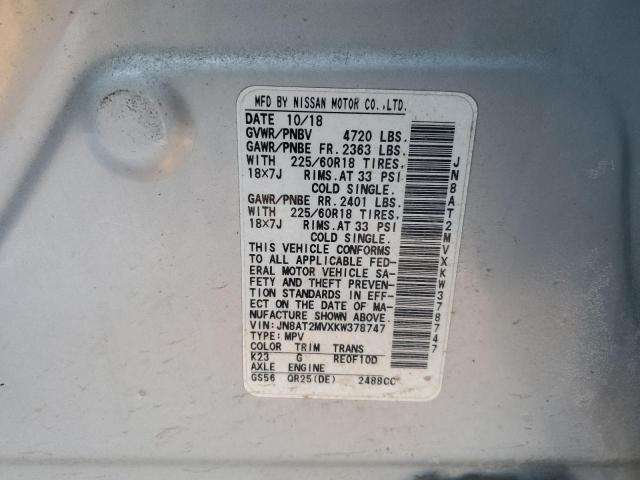 MFD BY NISSAN MOTOR CO.,LTD.
DATE 10/18
GVWR/PNBV 4720 LBS.
GAWR/PNBE FR. 2363 LBS.
WITH 225/60R18 TIRES,
18X7J RIMS.AT 33 PSI
COLD SINGLE.
GAWR/PNBE RR. 2401 LBS.
WITH 225/60R18 TIRES,
18X7J RIMS.AT 33 PSI
COLD SINGLE.
THIS VEHICLE CONFORMS
TO ALL APPLICABLE FED-
ERAL MOTOR VEHICLE SA-
FETY AND THEFT PREVEN-
TION STANDARDS IN EFF-
ECT ON THE DATE OF MA-
NUFACTURE SHOWN ABOVE.
VIN: JN8AT2MVXKW378747
TYPE: MPV
COLOR TRIM TRANS
K23 G RE0F10D
AXLE ENGINE
GS56 QR25(DE) 2488CC
JN8AT2MVXKW378747